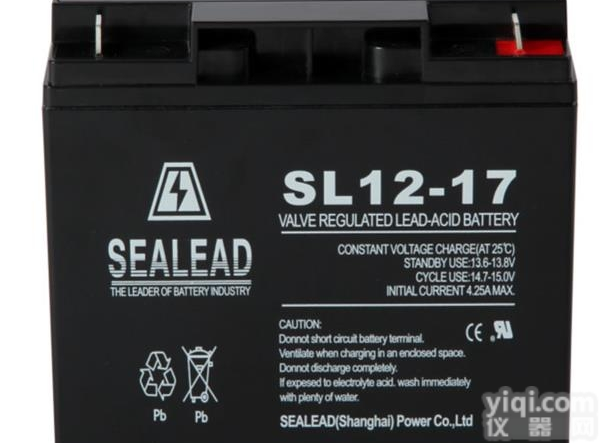 SL12-17
VALVE REGULATED LEAD-ACID BATTERY
SEALEAD
THE LEADER OF BATTERY INDUSTRY
CONSTANT VOLTAGE CHARGE(AT 25℃)
STANDBY USE:13.6-13.8V
CYCLE USE:14.7-15.0V
INITIAL CURRENT 4.25A MAX.
CAUTION:
Donnot short circuit battery terminal.
Ventilate when charging in an enclosed space.
Donnot discharge completely.
If exposed to electrolyte acid. wash immediately
with plenty of water.
CE
Pb
Pb
SEALEAD(Shanghai) Power Co.,Ltd
yiqi.com
仪器网